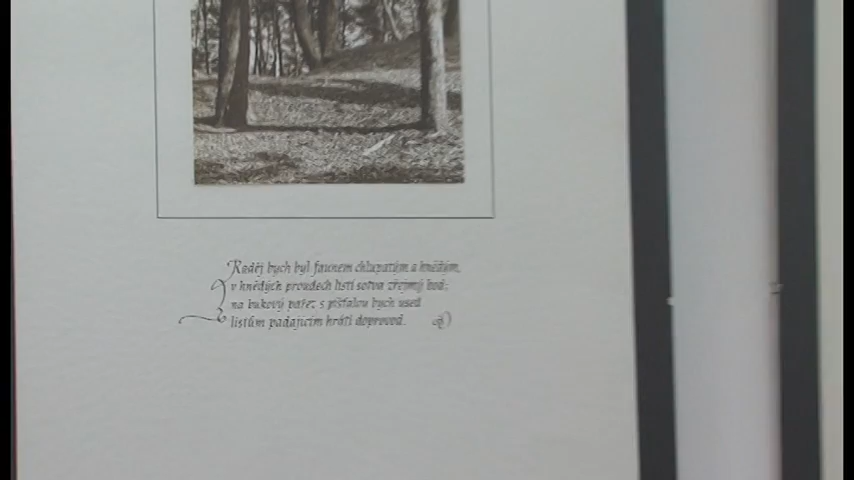 Raděj bych byl faunem chlupatým a hnědým,
v hnědých proudech listí sotva zřejmý bod;
na bukový pařez s píšťalou bych used
listům padajícím hráti doprovod.